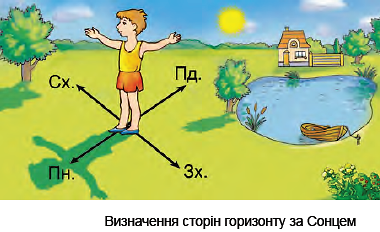 Сх.
Пд.
Пн.
Зх.
Визначення сторін горизонту за Сонцем